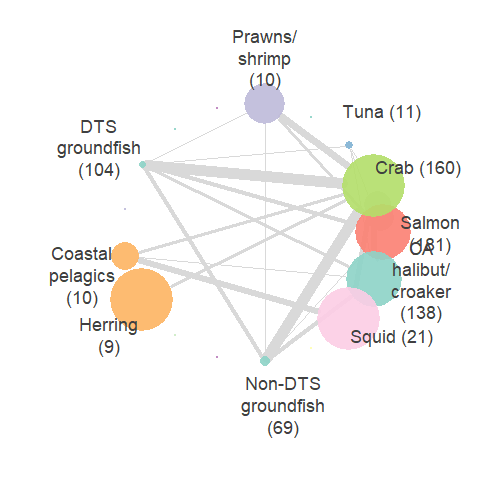 Prawns/
shrimp
(10)
Tuna (11)
DTS
groundfish
(104)
Crab (160)
Salmon
(181)
CA
halibut/
croaker
(138)
Coastal
pelagics
(10)
Herring
(9)
Squid (21)
Non-DTS
groundfish
(69)